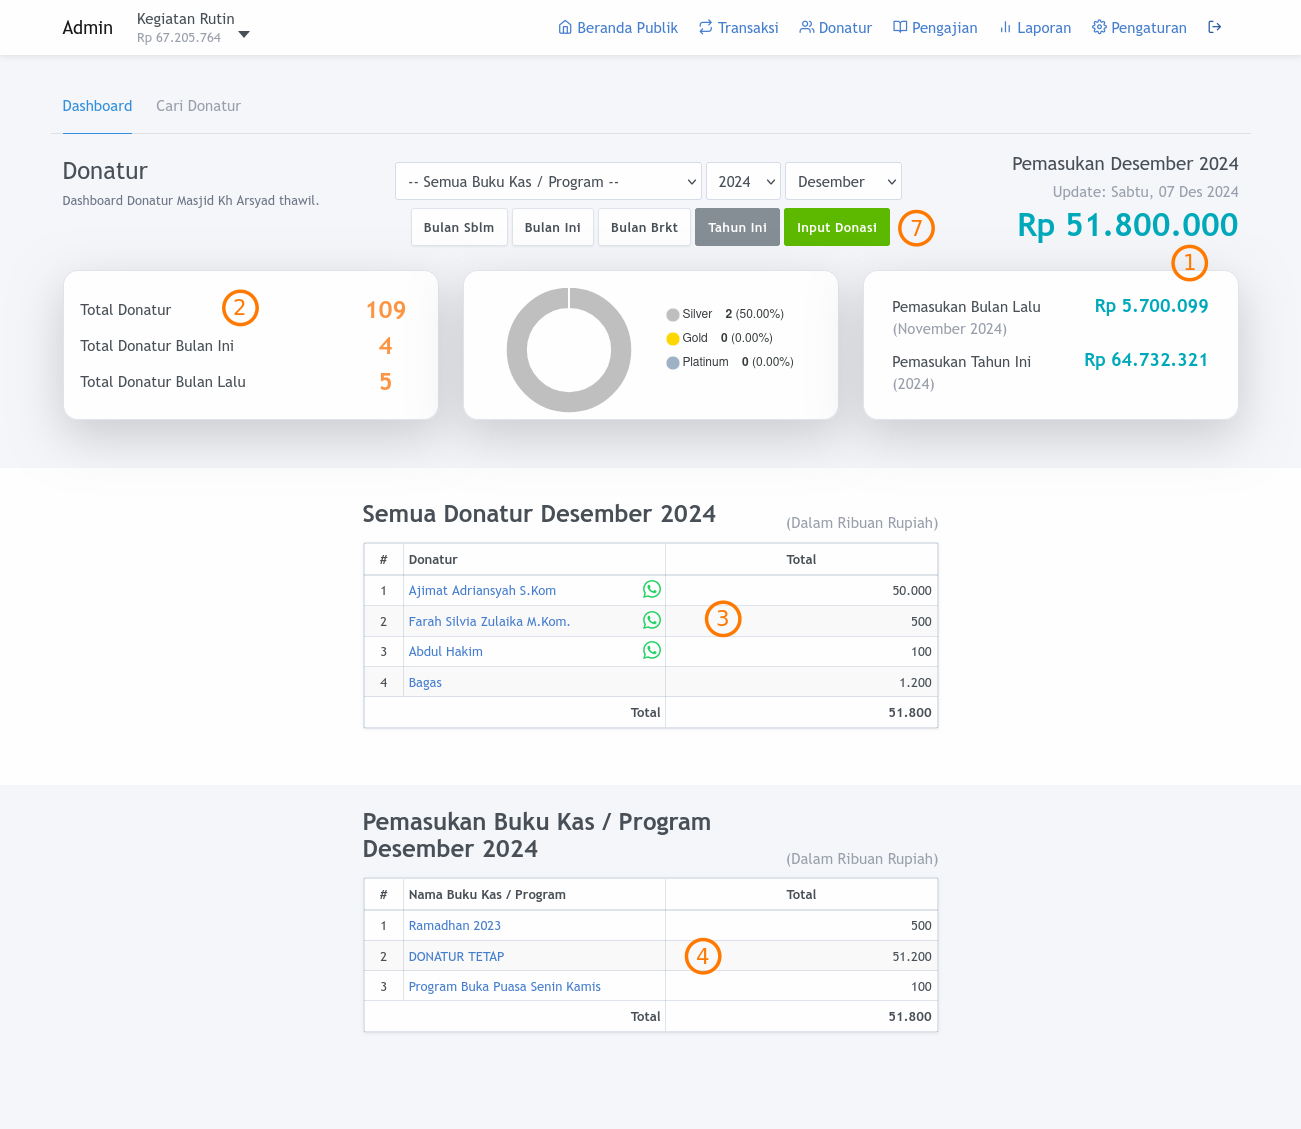 Admin
Kegiatan Rutin
Rp 67.205.764
Beranda Publik
Transaksi
Donatur
Pengajian
Laporan
Pengaturan
Dashboard
Cari Donatur
Donatur
Dashboard Donatur Masjid Kh Arsyad thawil.
-- Semua Buku Kas / Program --
2024
Desember
Bulan Sblm
Bulan Ini
Bulan Brkt
Tahun Ini
Input Donasi
7
Pemasukan Desember 2024
Update: Sabtu, 07 Des 2024
Rp 51.800.000
1
Total Donatur
2
109
Total Donatur Bulan Ini
4
Total Donatur Bulan Lalu
5
Silver 2 (50.00%)
Gold 0 (0.00%)
Platinum 0 (0.00%)
Pemasukan Bulan Lalu
Rp 5.700.099
(November 2024)
Pemasukan Tahun Ini
Rp 64.732.321
(2024)
Semua Donatur Desember 2024
(Dalam Ribuan Rupiah)
# Donatur Total
1 Ajimat Adriansyah S.Kom 50.000
2 Farah Silvia Zulaika M.Kom. 500
3
3 Abdul Hakim 100
4 Bagas 1.200
Total 51.800
Pemasukan Buku Kas / Program
Desember 2024
(Dalam Ribuan Rupiah)
# Nama Buku Kas / Program Total
1 Ramadhan 2023 500
2 DONATUR TETAP 51.200
4
3 Program Buka Puasa Senin Kamis 100
Total 51.800